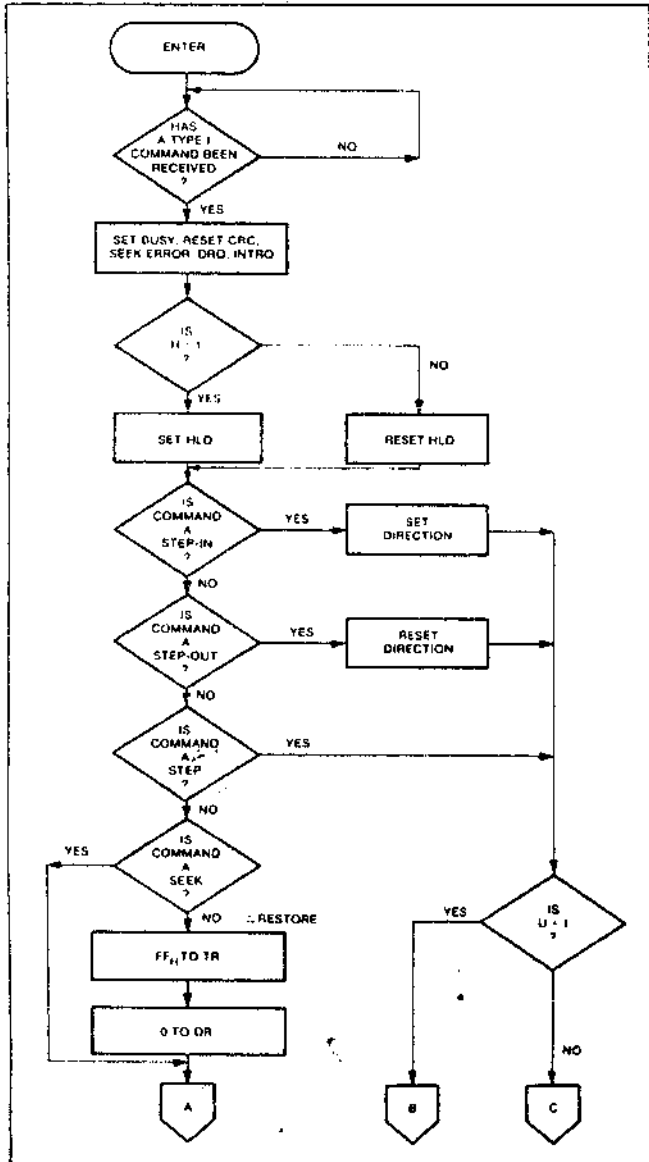 ENTER
HAS
A TYPE I
COMMAND BEEN
RECEIVED
?
NO
YES
SET BUSY, RESET CRC,
SEEK ERROR, DRQ, INTRQ
IS
H = 1
?
NO
YES
SET HLD
RESET HLD
IS
COMMAND
A
STEP-IN
?
YES
SET
DIRECTION
NO
IS
COMMAND
A
STEP-OUT
?
YES
RESET
DIRECTION
NO
IS
COMMAND
A
STEP
?
YES
NO
IS
COMMAND
A
SEEK
?
YES
NO ∴ RESTORE
IS
U = 1
?
YES
FFH TO TR
0 TO DR
NO
A
B
C